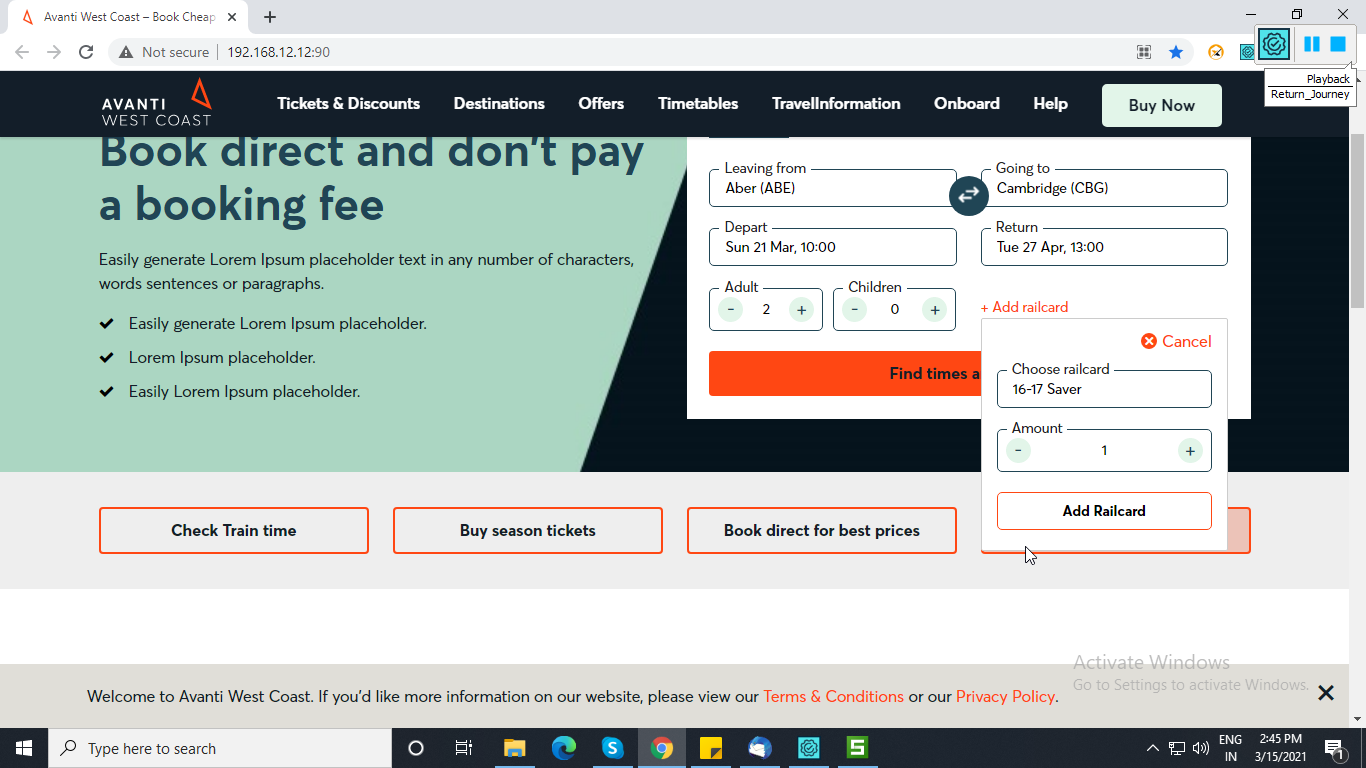 Avanti West Coast – Book Cheap
Not secure
192.168.12.12:90
Playback
Return_Journey
AVANTI
WEST COAST
Tickets & Discounts
Destinations
Offers
Timetables
TravelInformation
Onboard
Help
Buy Now
Book direct and don't pay
a booking fee
Easily generate Lorem Ipsum placeholder text in any number of characters,
words sentences or paragraphs.
Easily generate Lorem Ipsum placeholder.
Lorem Ipsum placeholder.
Easily Lorem Ipsum placeholder.
Leaving from
Aber (ABE)
Going to
Cambridge (CBG)
Depart
Sun 21 Mar, 10:00
Return
Tue 27 Apr, 13:00
Adult
- 2 +
Children
- 0 +
+ Add railcard
Find times a
Cancel
Choose railcard
16-17 Saver
Amount
- 1 +
Add Railcard
Check Train time
Buy season tickets
Book direct for best prices
Activate Windows
Go to Settings to activate Windows.
Welcome to Avanti West Coast. If you'd like more information on our website, please view our Terms & Conditions or our Privacy Policy.
Type here to search
ENG
IN
2:45 PM
3/15/2021
1